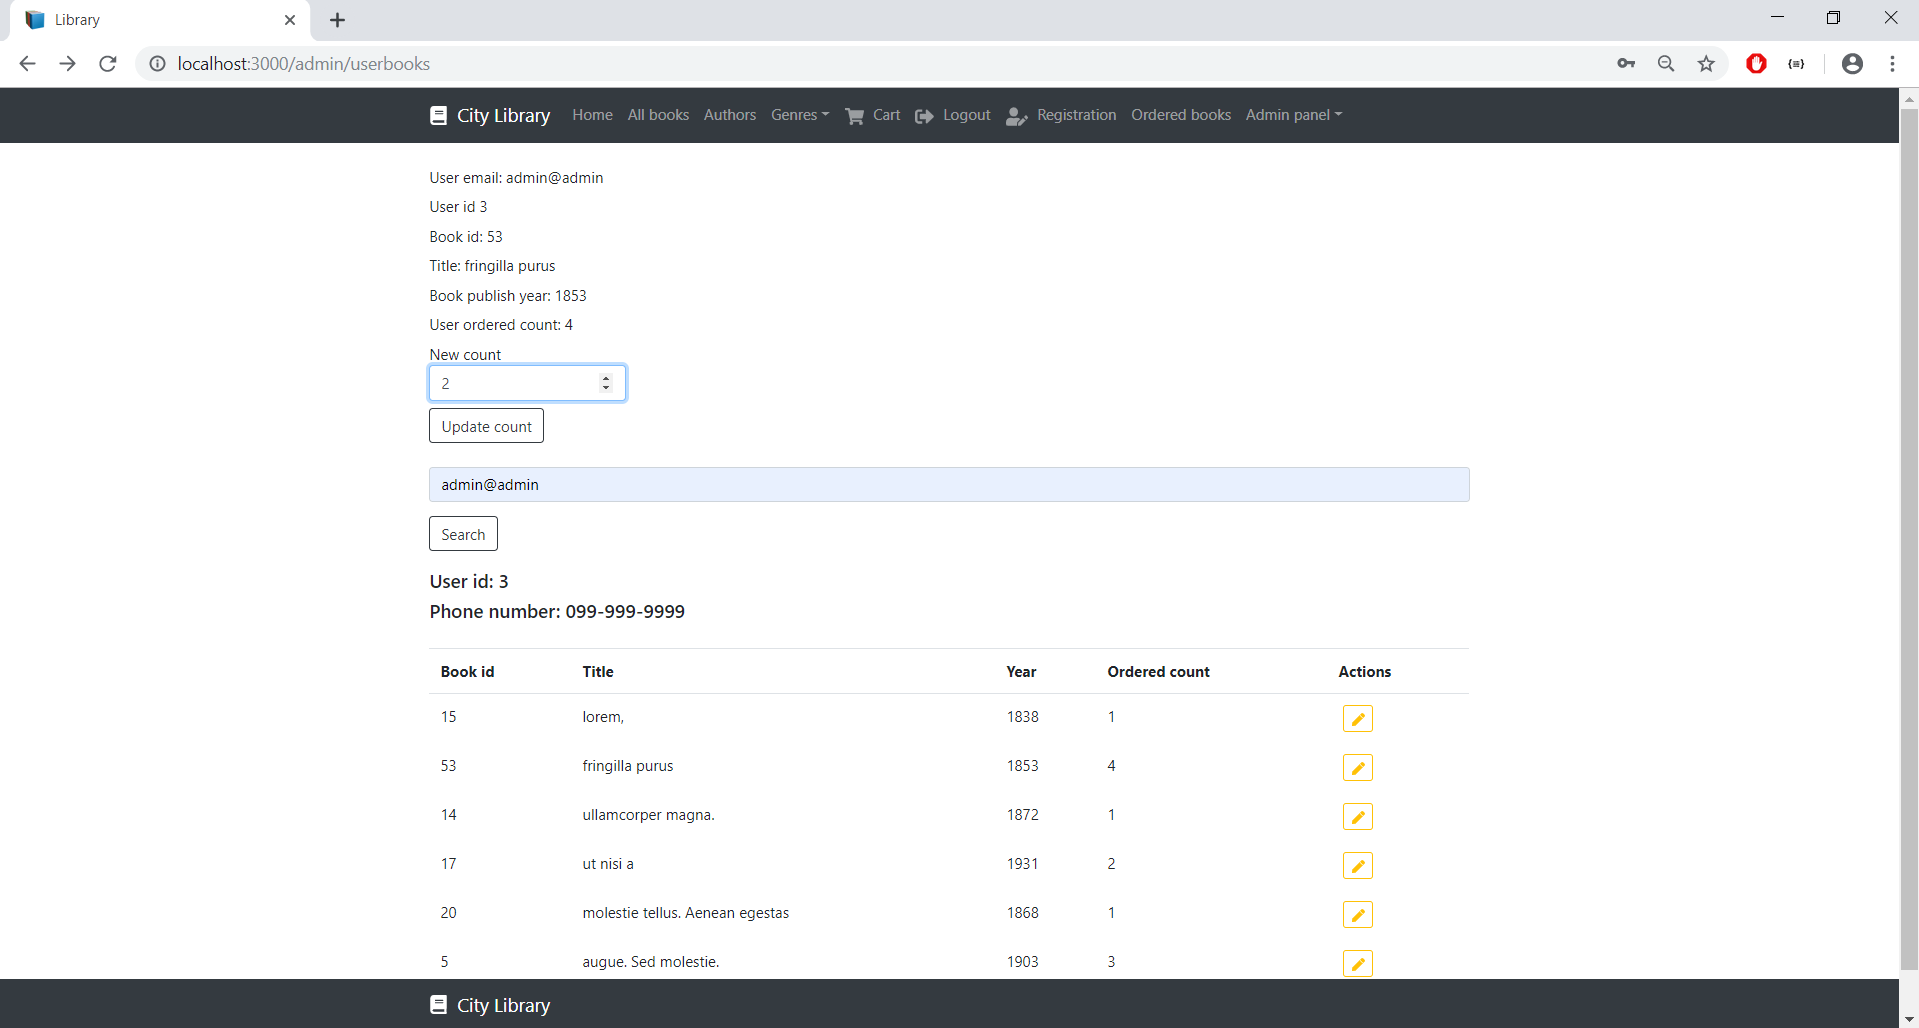 Library
localhost:3000/admin/userbooks
City Library Home All books Authors Genres Cart Logout Registration Ordered books Admin panel
User email: admin@admin
User id 3
Book id: 53
Title: fringilla purus
Book publish year: 1853
User ordered count: 4
New count
2
Update count
admin@admin
Search
User id: 3
Phone number: 099-999-9999
Book id Title Year Ordered count Actions
15 lorem, 1838 1
53 fringilla purus 1853 4
14 ullamcorper magna. 1872 1
17 ut nisi a 1931 2
20 molestie tellus. Aenean egestas 1868 1
5 augue. Sed molestie. 1903 3
City Library